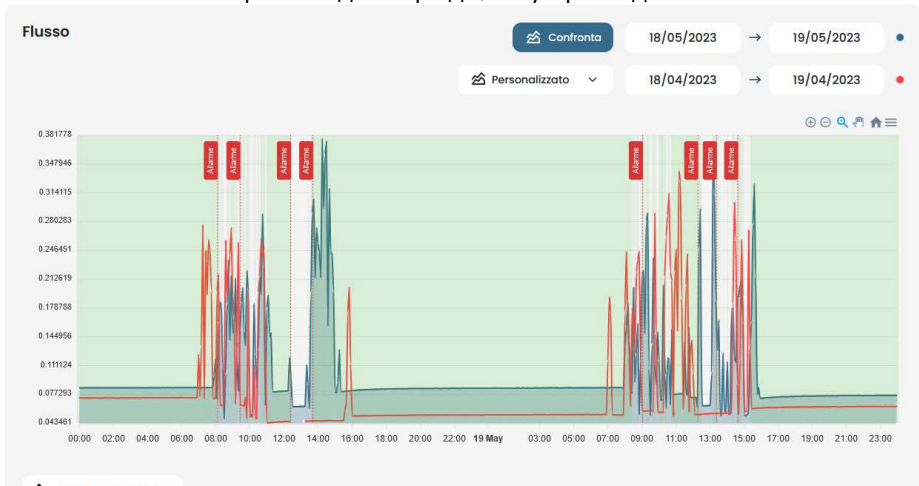 Flusso
Confronta 18/05/2023 → 19/05/2023
Personalizzato 18/04/2023 → 19/04/2023
0.381778
0.347946
0.314115
0.280283
0.246451
0.212619
0.178788
0.144956
0.111124
0.077293
0.043461
Allarme Allarme Allarme Allarme Allarme Allarme Allarme Allarme
00:00 02:00 04:00 06:00 08:00 10:00 12:00 14:00 16:00 18:00 20:00 22:00 19 May 03:00 05:00 07:00 09:00 11:00 13:00 15:00 17:00 19:00 21:00 23:00